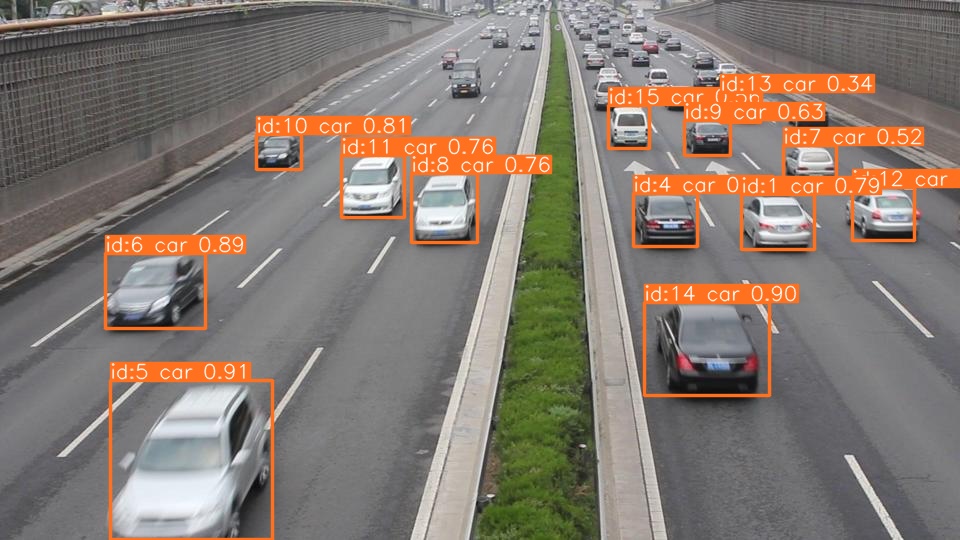 id:13 car 0.34
id:15 car
id:9 car 0.63
id:10 car 0.81
id:7 car 0.52
id:11 car 0.76
id:8 car 0.76
id:4 car
id:1 car 0.79
12 car
id:6 car 0.89
id:14 car 0.90
id:5 car 0.91